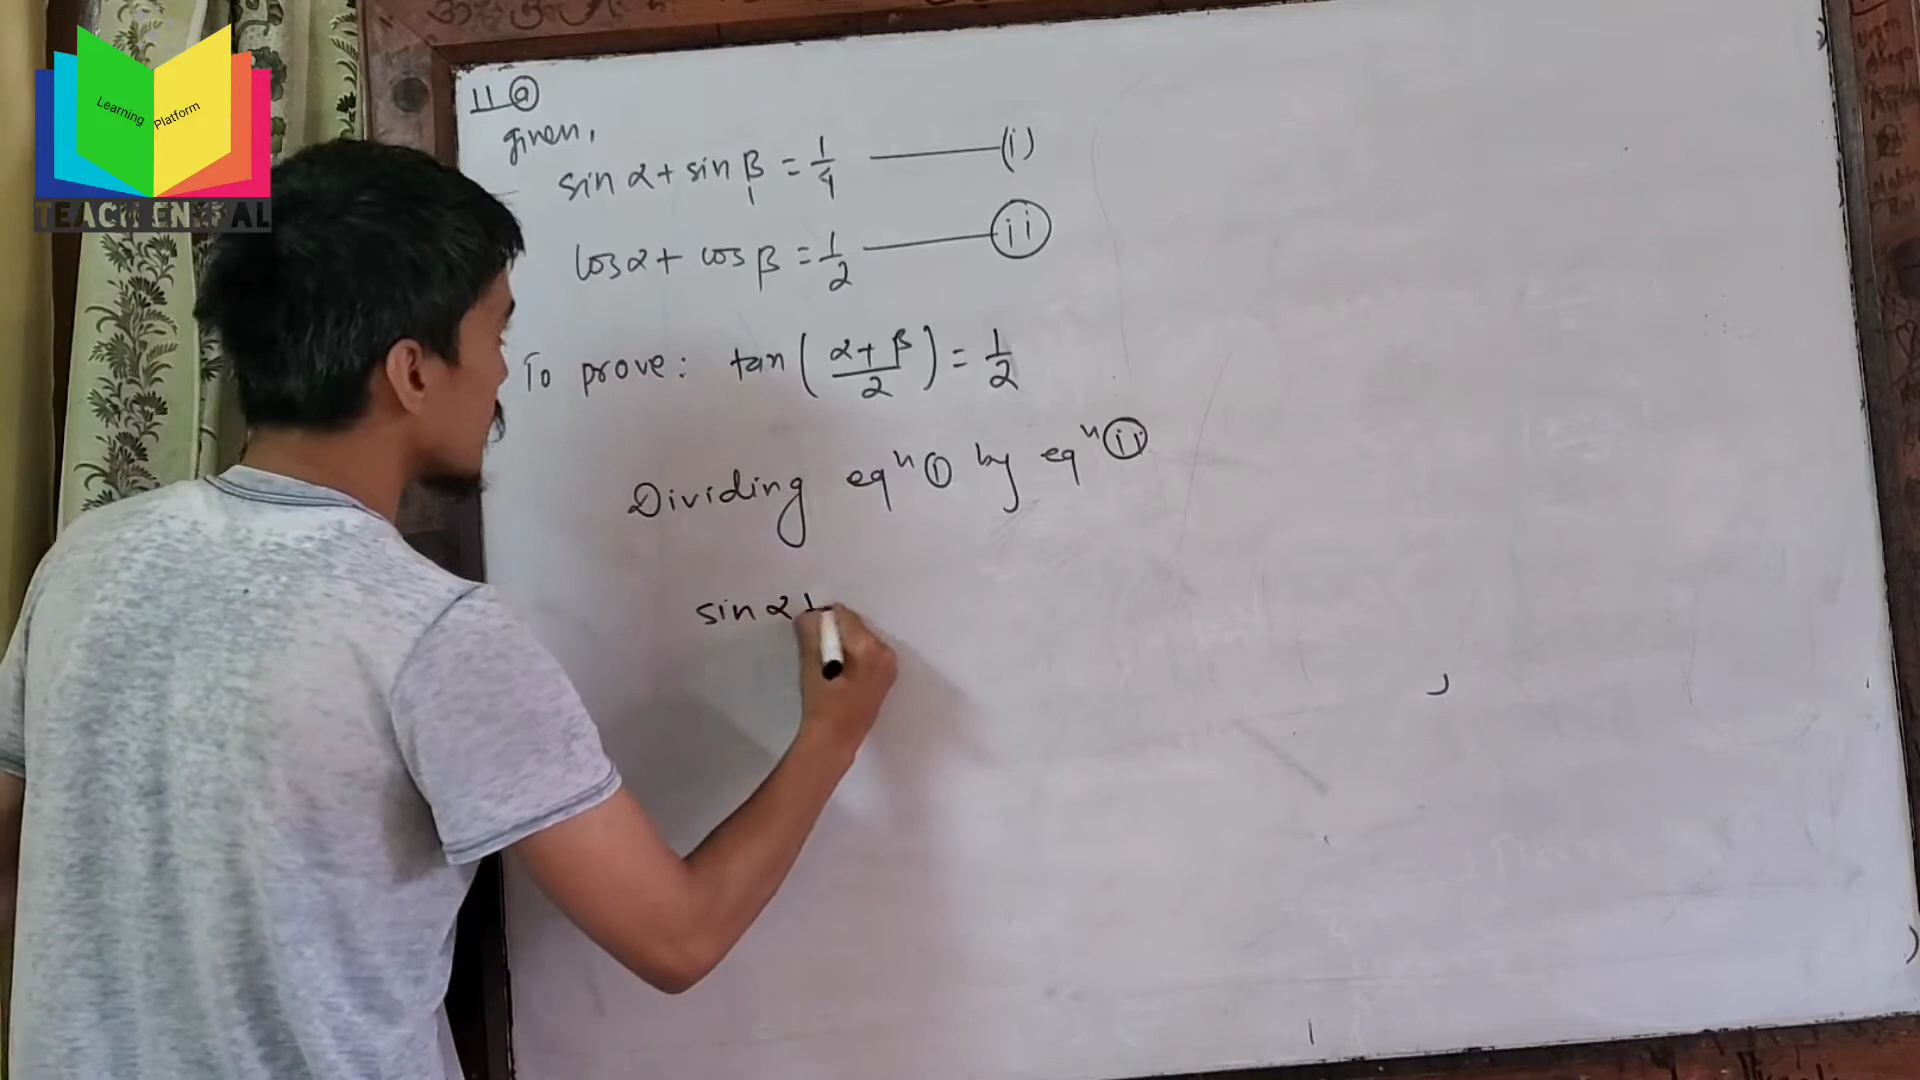 Learning Platform
TEACH ENEPAL
11 (a)
given,
sin α + sin β = 1/4 ——— (i)
cos α + cos β = 1/2 ——— (ii)
To prove: tan (α + β / 2) = 1/2
Dividing eqⁿ (i) by eqⁿ (ii)
sin α +